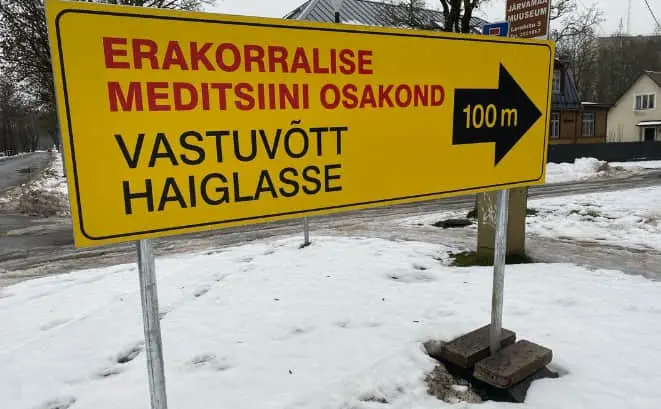 ERAKORRALISE
MEDITSIINI OSAKOND
VASTUVÕTT
HAIGLASSE
100 m
JÄRVAMAA
MUUSEUM